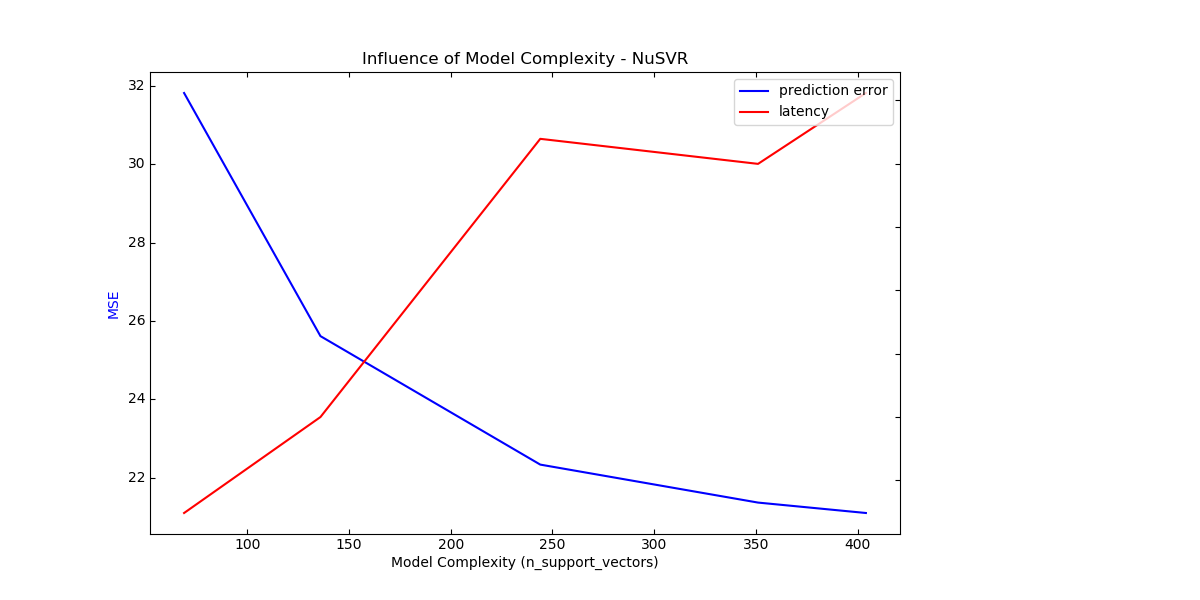 Influence of Model Complexity - NuSVR
prediction error
latency
32
30
28
26
24
22
MSE
100 150 200 250 300 350 400
Model Complexity (n_support_vectors)